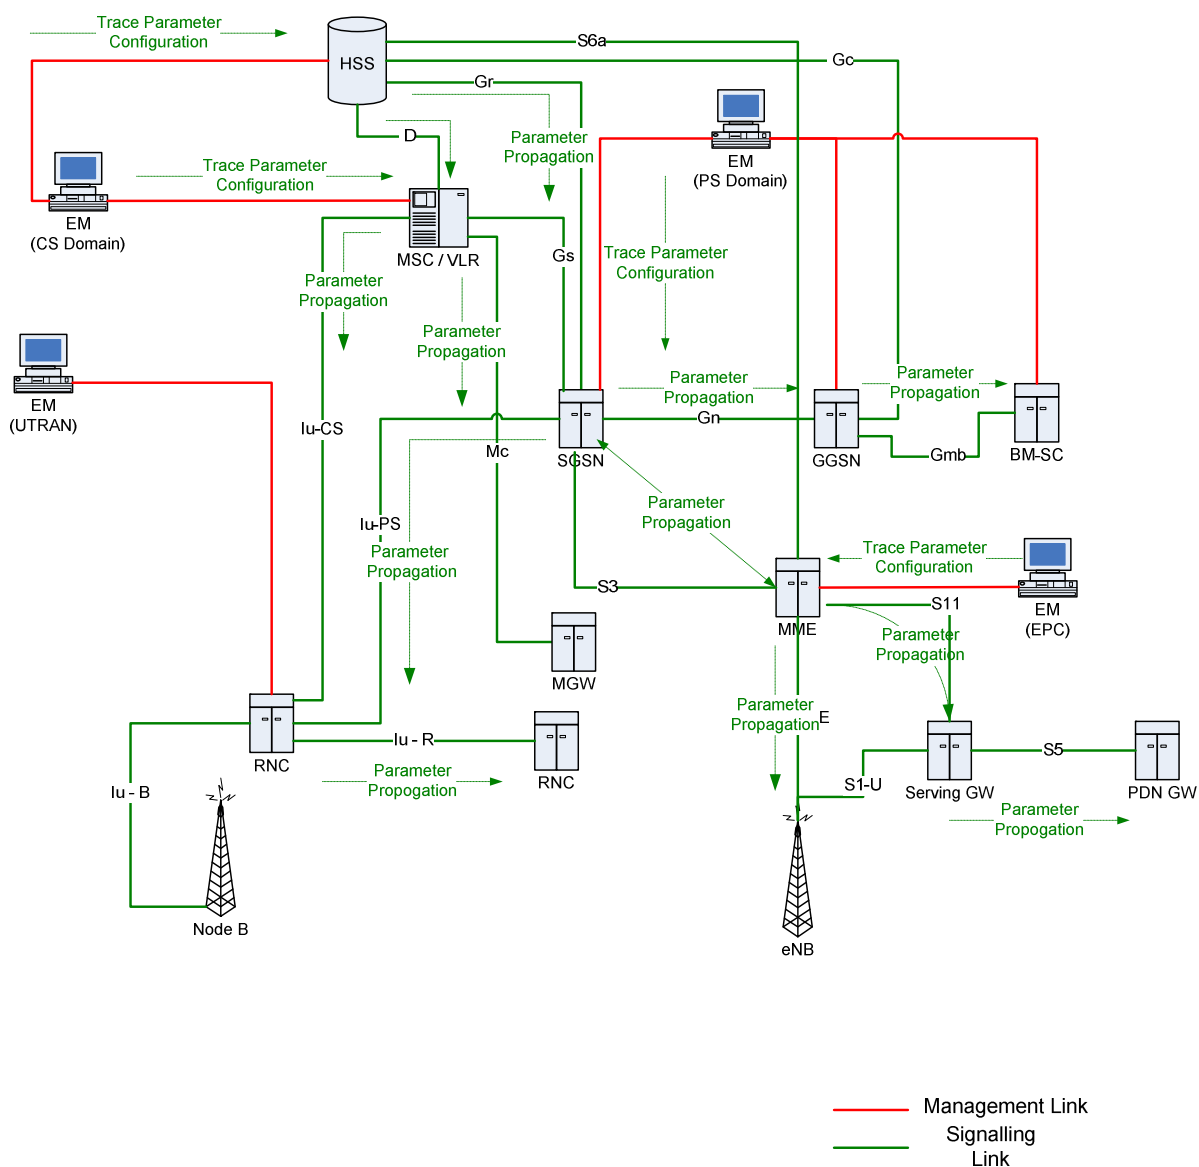 Trace Parameter
Configuration
HSS
S6a
Gc
Gr
D
Parameter
Propagation
EM
(PS Domain)
Trace Parameter
Configuration
EM
(CS Domain)
MSC / VLR
Gs
Trace Parameter
Configuration
Parameter
Propagation
Parameter
Propagation
EM
(UTRAN)
Parameter
Propagation
Parameter
Propagation
Iu-CS
Gn
Mc
SGSN
GGSN
Gmb
BM-SC
Iu-PS
Parameter
Propagation
Parameter
Propagation
Trace Parameter
Configuration
S3
MME
S11
EM
(EPC)
Parameter
Propagation
MGW
Parameter
Propagation
E
Iu - R
RNC
RNC
Parameter
Propogation
Iu - B
S5
S1-U
Serving GW
PDN GW
Parameter
Propogation
Node B
eNB
Management Link
Signalling
Link